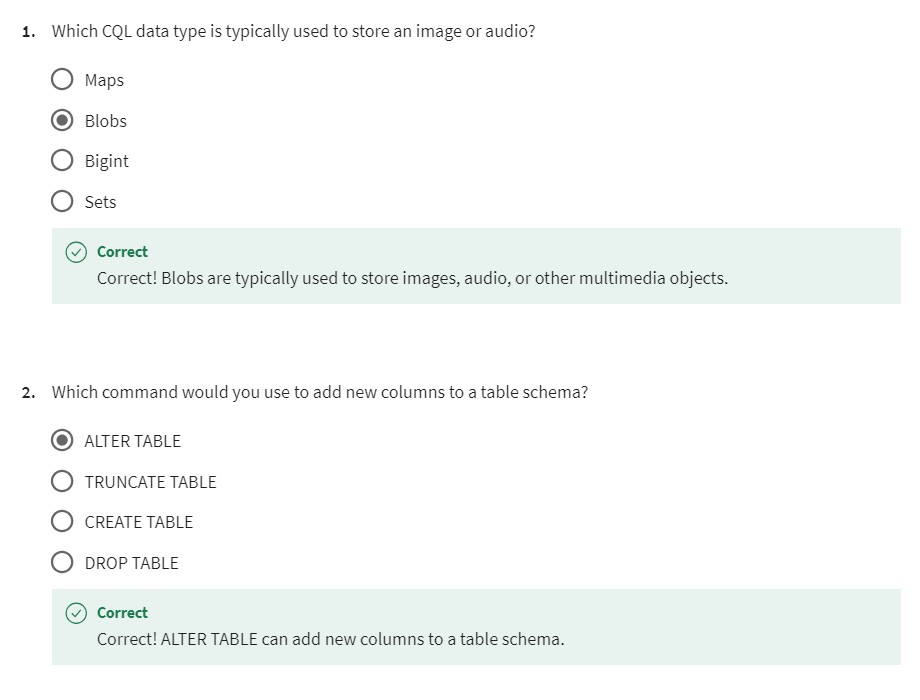 1. Which CQL data type is typically used to store an image or audio?
Maps
Blobs
Bigint
Sets
Correct
Correct! Blobs are typically used to store images, audio, or other multimedia objects.
2. Which command would you use to add new columns to a table schema?
ALTER TABLE
TRUNCATE TABLE
CREATE TABLE
DROP TABLE
Correct
Correct! ALTER TABLE can add new columns to a table schema.